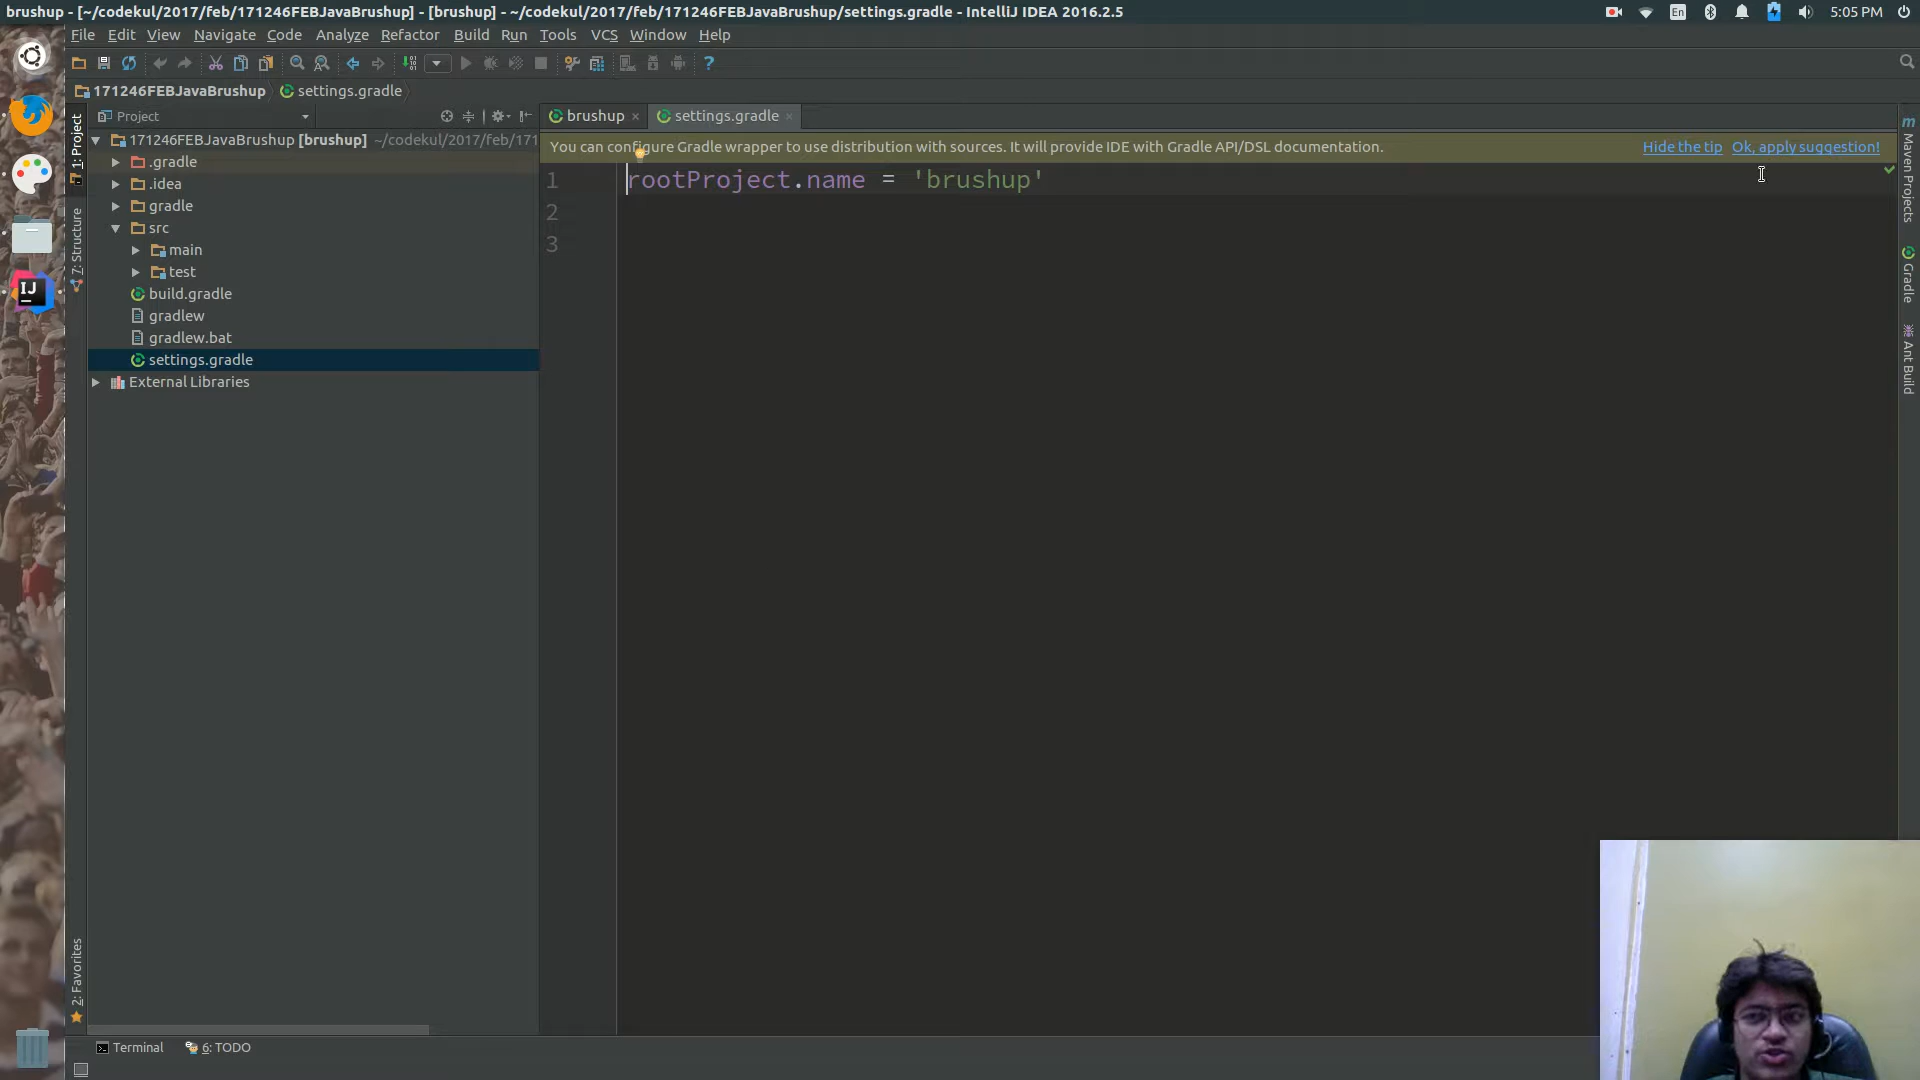 brushup - [~/codekul/2017/feb/171246FEBJavaBrushup] - [brushup] - ~/codekul/2017/feb/171246FEBJavaBrushup/settings.gradle - IntelliJ IDEA 2016.2.5
En
5:05 PM
File Edit View Navigate Code Analyze Refactor Build Run Tools VCS Window Help
171246FEBJavaBrushup settings.gradle
Project
brushup
settings.gradle
1: Project
7: Structure
2: Favorites
171246FEBJavaBrushup [brushup] ~/codekul/2017/feb/171
.gradle
.idea
gradle
src
main
test
build.gradle
gradlew
gradlew.bat
settings.gradle
External Libraries
You can configure Gradle wrapper to use distribution with sources. It will provide IDE with Gradle API/DSL documentation. Hide the tip Ok, apply suggestion!
1 rootProject.name = 'brushup'
2
3
m Maven Projects
Gradle
Ant Build
IJ
Terminal 6: TODO